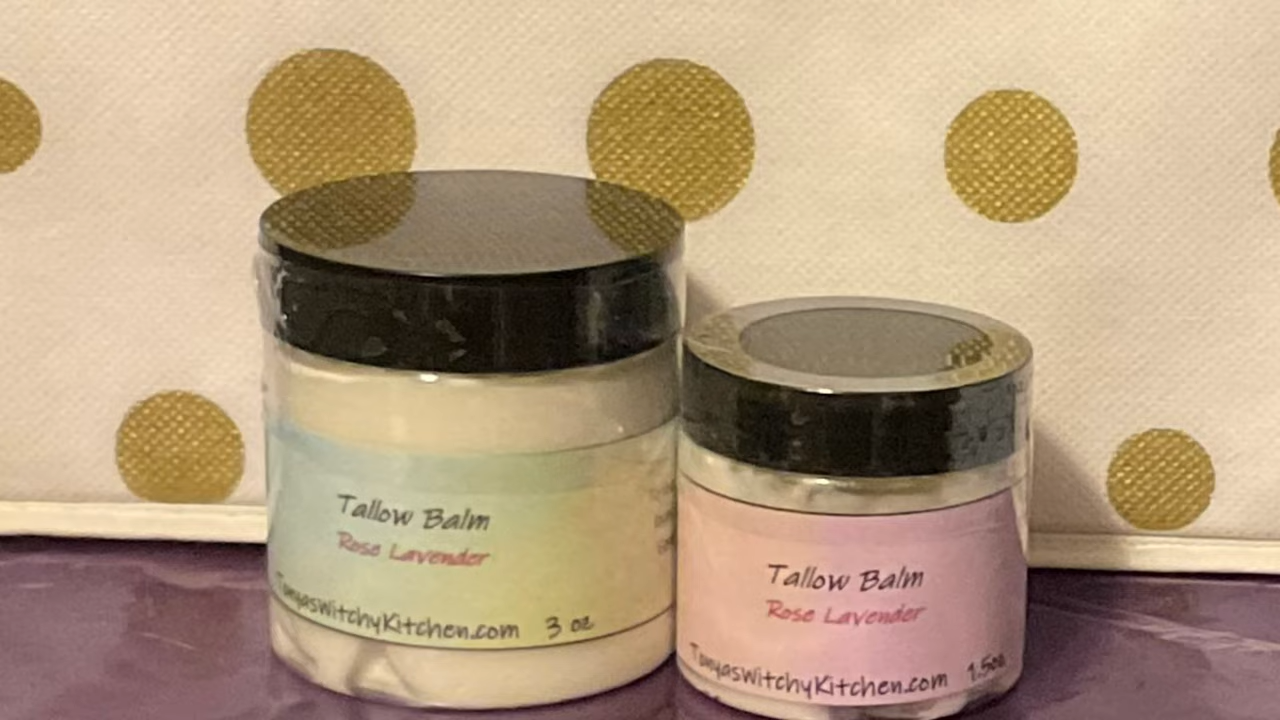 Tallow Balm
Rose Lavender
TonyasWitchyKitchen.com 3 oz
Tallow Balm
Rose Lavender
TonyasWitchyKitchen.com 1.5oz